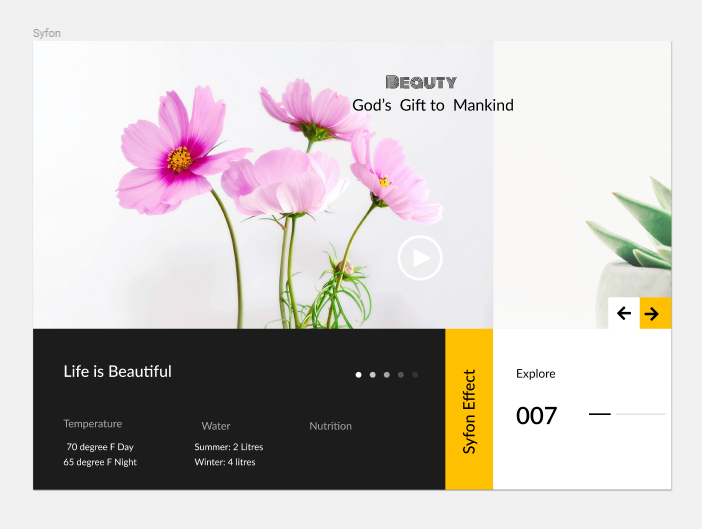 Syfon
BEAUTY
God's Gift to Mankind
Life is Beautiful
Temperature
Water
Nutrition
70 degree F Day
Summer: 2 Litres
65 degree F Night
Winter: 4 litres
Syfon Effect
Explore
007